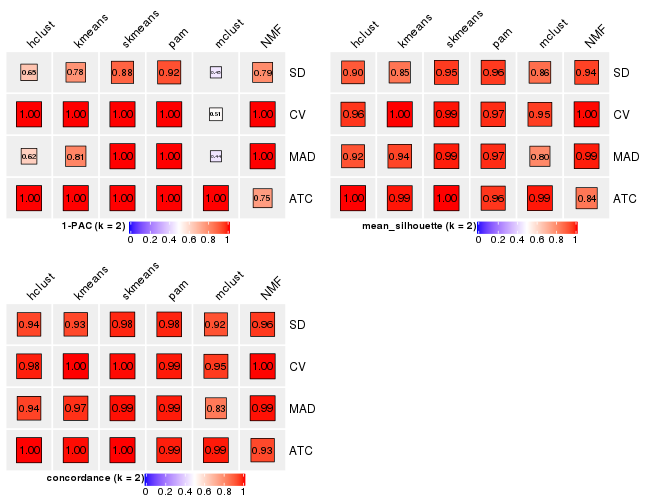 hclust kmeans skmeans pam mclust NMF
0.65 0.78 0.88 0.92 0.79 SD
1.00 1.00 1.00 1.00 0.51 1.00 CV
0.62 0.81 1.00 1.00 0.44 1.00 MAD
1.00 1.00 1.00 1.00 1.00 0.75 ATC
1-PAC (k = 2)
0 0.2 0.4 0.6 0.8 1
hclust kmeans skmeans pam mclust NMF
0.90 0.85 0.95 0.96 0.86 0.94 SD
0.96 1.00 0.99 0.97 0.95 1.00 CV
0.92 0.94 0.99 0.97 0.80 0.99 MAD
1.00 0.99 1.00 0.96 0.99 0.84 ATC
mean_silhouette (k = 2)
0 0.2 0.4 0.6 0.8 1
hclust kmeans skmeans pam mclust NMF
0.94 0.93 0.98 0.98 0.92 0.96 SD
0.98 1.00 1.00 0.99 0.95 1.00 CV
0.94 0.97 0.99 0.99 0.83 0.99 MAD
1.00 1.00 1.00 0.99 0.99 0.93 ATC
concordance (k = 2)
0 0.2 0.4 0.6 0.8 1